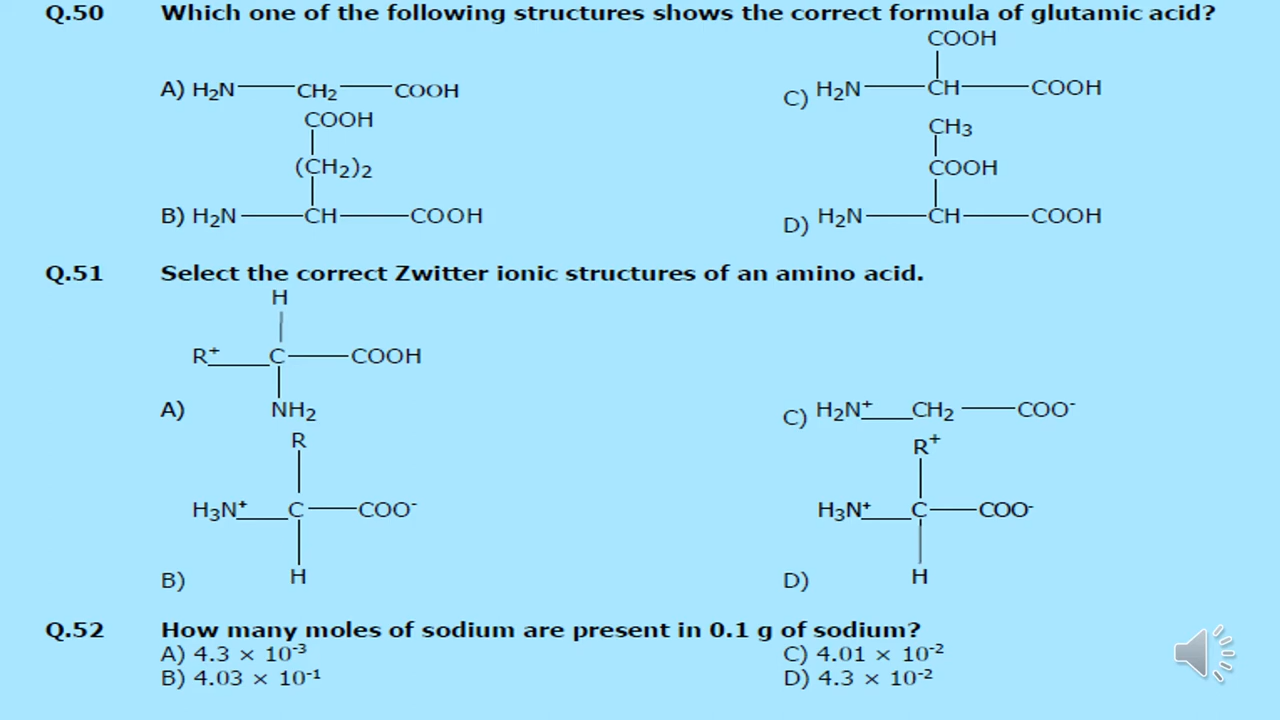 Q.50 Which one of the following structures shows the correct formula of glutamic acid?
COOH
A) H₂N—CH₂—COOH C) H₂N—CH—COOH
COOH CH₃
(CH₂)₂ COOH
B) H₂N—CH—COOH D) H₂N—CH—COOH
Q.51 Select the correct Zwitter ionic structures of an amino acid.
H
R⁺—C—COOH
A) NH₂ C) H₂N⁺—CH₂—COO⁻
R R⁺
H₃N⁺—C—COO⁻ H₃N⁺—C—COO⁻
B) H D) H
Q.52 How many moles of sodium are present in 0.1 g of sodium?
A) 4.3 × 10⁻³ C) 4.01 × 10⁻²
B) 4.03 × 10⁻¹ D) 4.3 × 10⁻²